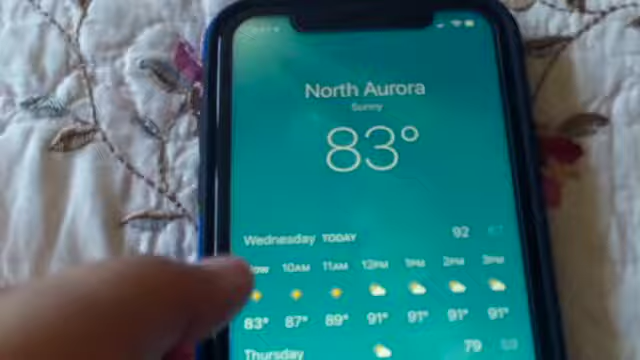 North Aurora
Sunny
83°
Wednesday TODAY 92
10AM 11AM 12PM 1PM 2PM 3PM
83° 87° 89° 91° 91° 91° 91°
Thursday 79